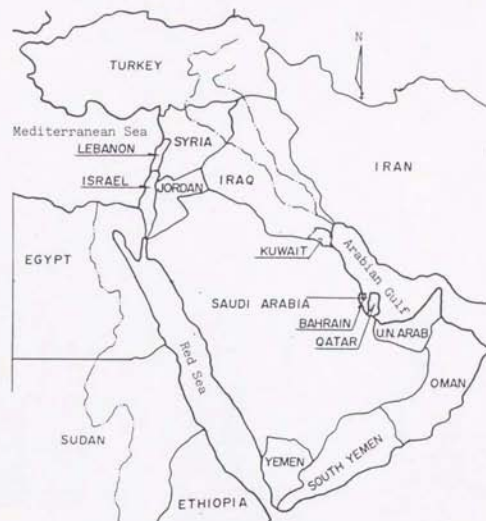 N
TURKEY
Mediterranean Sea
LEBANON
SYRIA
IRAN
ISRAEL
JORDAN
IRAQ
EGYPT
KUWAIT
Arabian Gulf
SAUDI ARABIA
BAHRAIN
U.N. ARAB
QATAR
Red Sea
OMAN
SUDAN
YEMEN
SOUTH YEMEN
ETHIOPIA